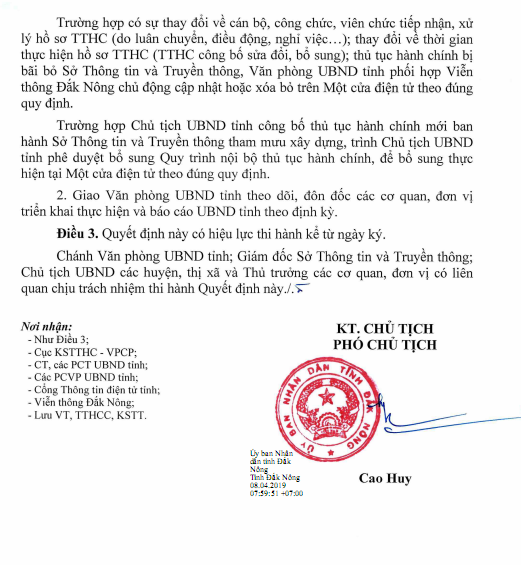 Trường hợp có sự thay đổi về cán bộ, công chức, viên chức tiếp nhận, xử
lý hồ sơ TTHC (do luân chuyển, điều động, nghỉ việc…); thay đổi về thời gian
thực hiện hồ sơ TTHC (TTHC công bố sửa đổi, bổ sung); thủ tục hành chính bị
bãi bỏ Sở Thông tin và Truyền thông, Văn phòng UBND tỉnh phối hợp Viễn
thông Đắk Nông chủ động cập nhật hoặc xóa bỏ trên Một cửa điện tử theo đúng
quy định.
Trường hợp Chủ tịch UBND tỉnh công bố thủ tục hành chính mới ban
hành Sở Thông tin và Truyền thông tham mưu xây dựng, trình Chủ tịch UBND
tỉnh phê duyệt bổ sung Quy trình nội bộ thủ tục hành chính, để bổ sung thực
hiện tại Một cửa điện tử theo đúng quy định.
2. Giao Văn phòng UBND tỉnh theo dõi, đôn đốc các cơ quan, đơn vị
triển khai thực hiện và báo cáo UBND tỉnh theo định kỳ.
Điều 3. Quyết định này có hiệu lực thi hành kể từ ngày ký.
Chánh Văn phòng UBND tỉnh; Giám đốc Sở Thông tin và Truyền thông;
Chủ tịch UBND các huyện, thị xã và Thủ trưởng các cơ quan, đơn vị có liên
quan chịu trách nhiệm thi hành Quyết định này./.
Nơi nhận:
- Như Điều 3;
- Cục KSTTHC - VPCP;
- CT, các PCT UBND tỉnh;
- Các PCVP UBND tỉnh;
- Cổng Thông tin điện tử tỉnh;
- Viễn thông Đắk Nông;
- Lưu VT, TTHCC, KSTT.
KT. CHỦ TỊCH
PHÓ CHỦ TỊCH
ỦY BAN NHÂN DÂN TỈNH ĐẮK NÔNG
Ủy ban Nhân
dân tỉnh Đắk
Nông
Tỉnh Đắk Nông
08.04.2019
07:59:51 +07:00
Cao Huy